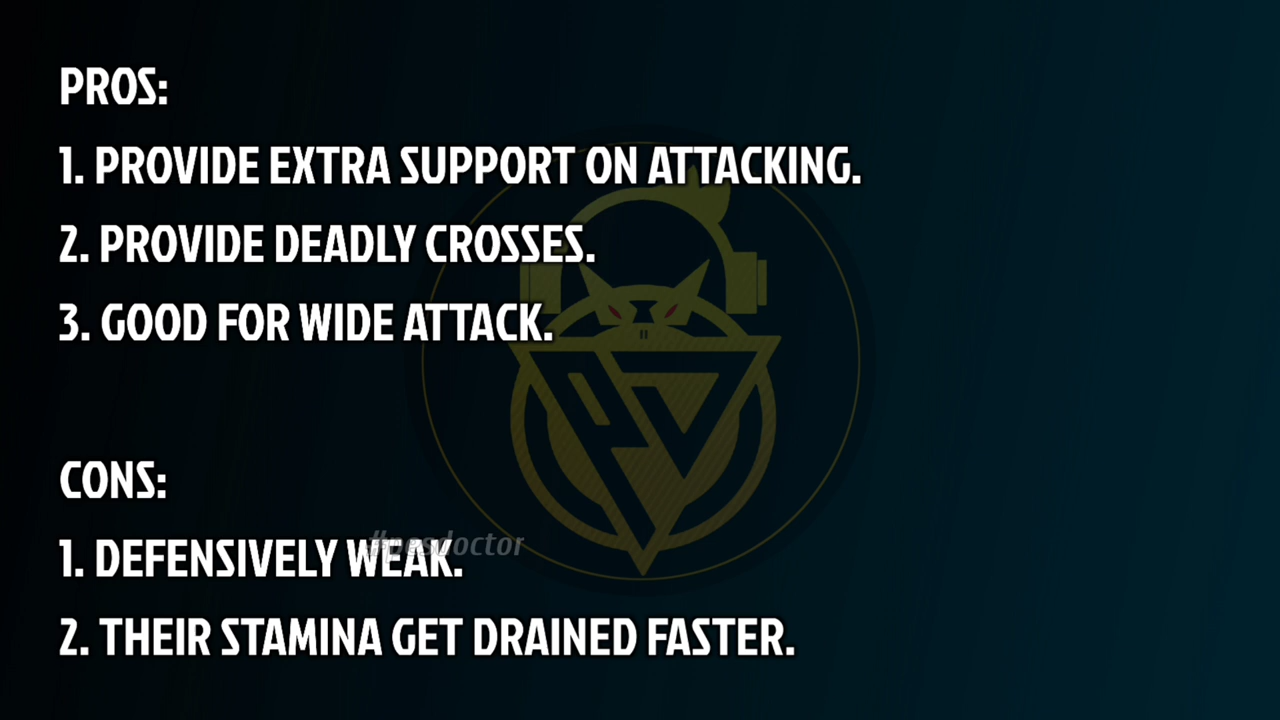 PROS:
1. PROVIDE EXTRA SUPPORT ON ATTACKING.
2. PROVIDE DEADLY CROSSES.
3. GOOD FOR WIDE ATTACK.
CONS:
#pesdoctor
1. DEFENSIVELY WEAK.
2. THEIR STAMINA GET DRAINED FASTER.